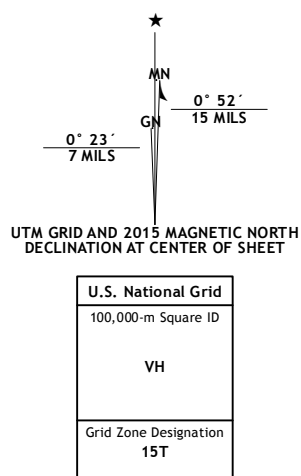 ★
MN
0° 52´
15 MILS
GN
0° 23´
7 MILS
UTM GRID AND 2015 MAGNETIC NORTH
DECLINATION AT CENTER OF SHEET
U.S. National Grid
100,000-m Square ID
VH
Grid Zone Designation
15T